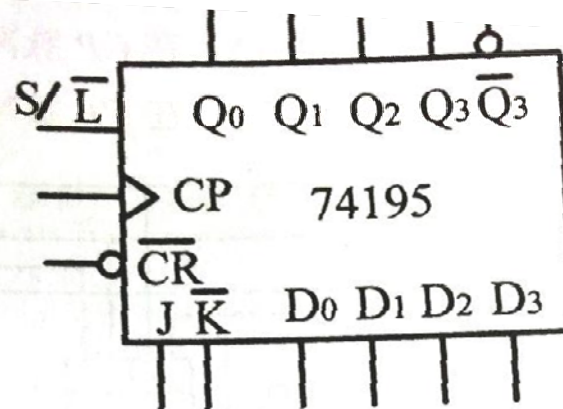 S/L̅ Q0 Q1 Q2 Q3 Q̅3
CP 74195
C̅R̅
J K̅ D0 D1 D2 D3